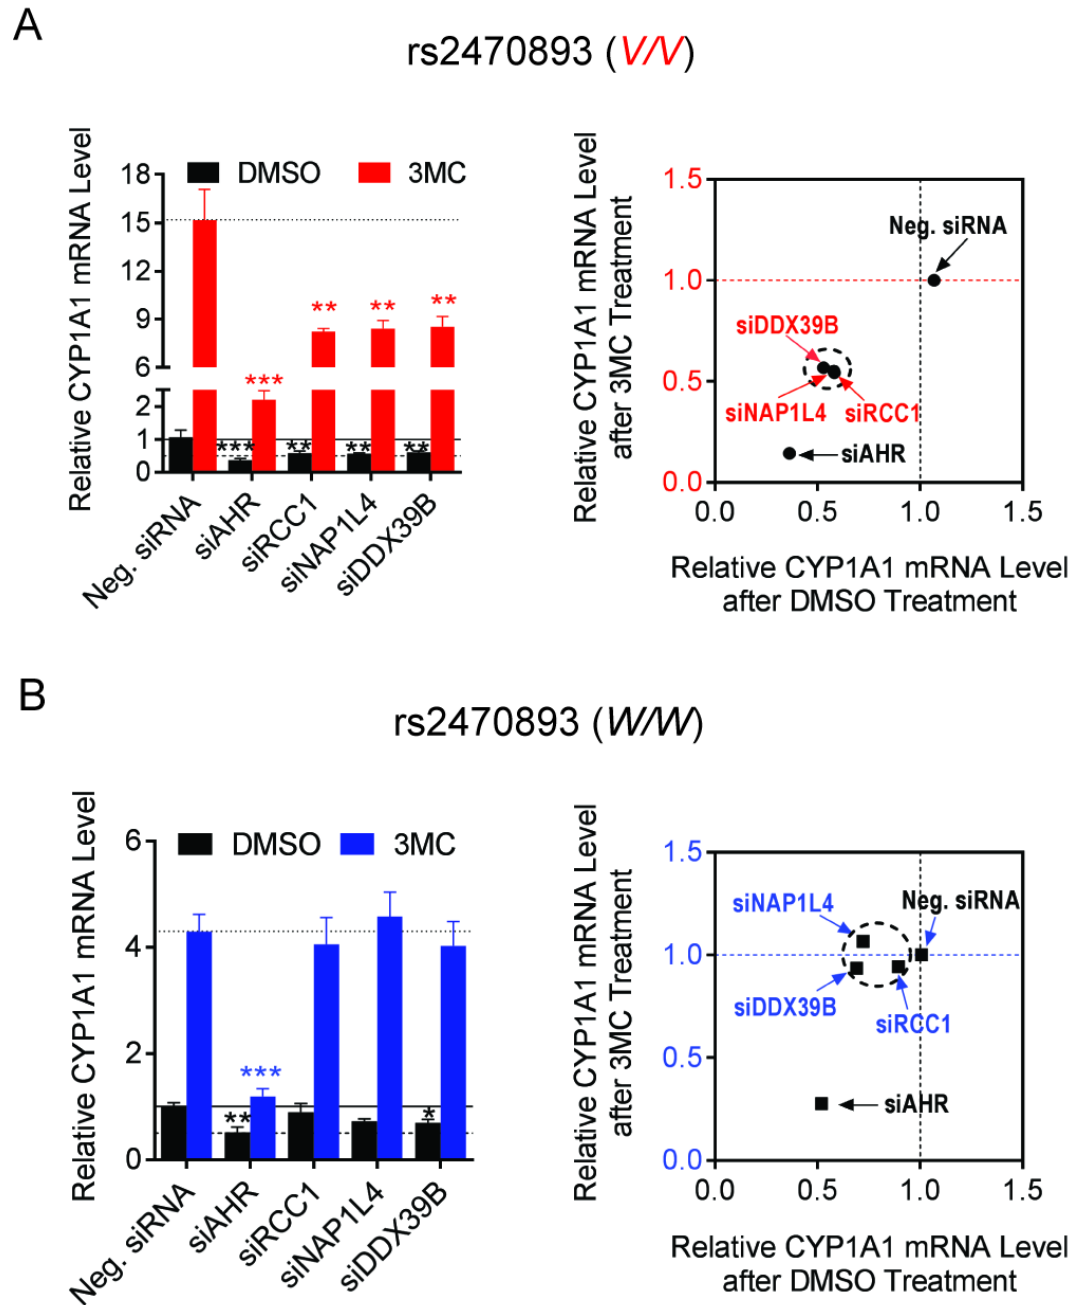 A
rs2470893 (V/V)
Relative CYP1A1 mRNA Level
DMSO 3MC
18
15
12
9
6
2
1
0
***
***
**
**
**
**
**
**
Neg. siRNA
siAHR
siRCC1
siNAP1L4
siDDX39B
Relative CYP1A1 mRNA Level
after 3MC Treatment
1.5
1.0
0.5
0.0
Neg. siRNA
siDDX39B
siNAP1L4 siRCC1
siAHR
0.0 0.5 1.0 1.5
Relative CYP1A1 mRNA Level
after DMSO Treatment
B
rs2470893 (W/W)
Relative CYP1A1 mRNA Level
DMSO 3MC
6
4
2
0
**
***
*
Neg. siRNA
siAHR
siRCC1
siNAP1L4
siDDX39B
Relative CYP1A1 mRNA Level
after 3MC Treatment
1.5
1.0
0.5
0.0
siNAP1L4 Neg. siRNA
siDDX39B
siRCC1
siAHR
0.0 0.5 1.0 1.5
Relative CYP1A1 mRNA Level
after DMSO Treatment